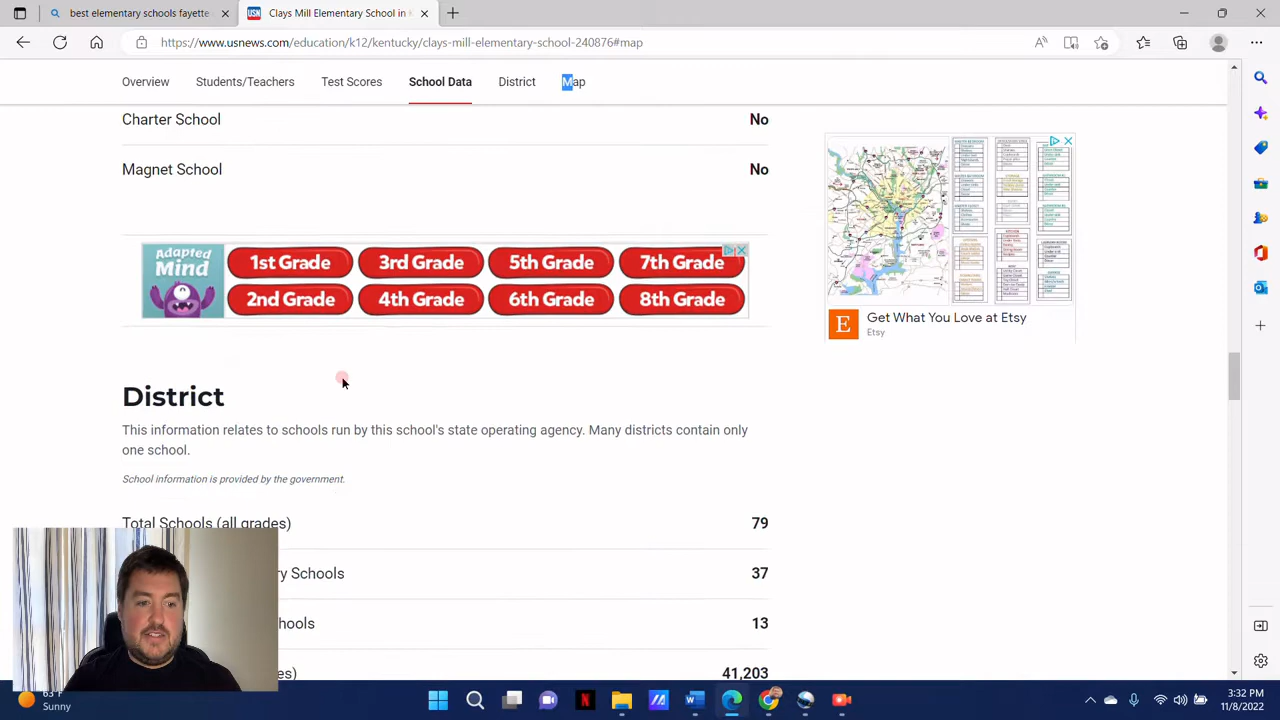 best elementary schools fayette
Clays Mill Elementary School in K
https://www.usnews.com/education/k12/kentucky/clays-mill-elementary-school-240876#map
Overview
Students/Teachers
Test Scores
School Data
District
Map
Charter School
No
Magnet School
No
Adapted
Mind
1st Grade
3rd Grade
5th Grade
7th Grade
2nd Grade
4th Grade
6th Grade
8th Grade
E
Get What You Love at Etsy
Etsy
District
This information relates to schools run by this school's state operating agency. Many districts contain only
one school.
School information is provided by the government.
Total Schools (all grades)
79
ry Schools
37
hools
13
es)
41,203
63°F
Sunny
3:32 PM
11/8/2022